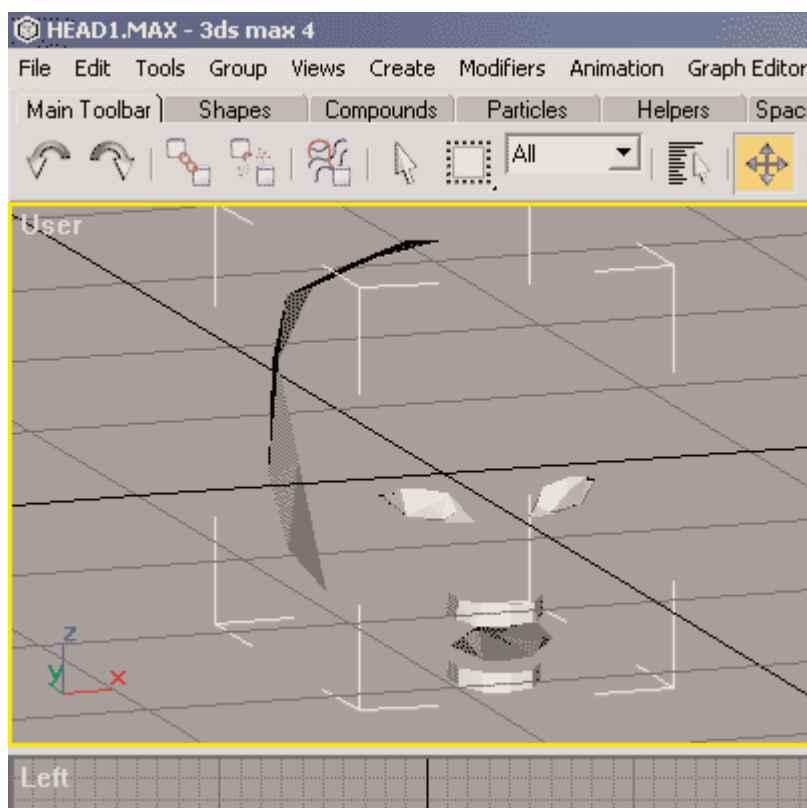 HEAD1.MAX - 3ds max 4
File Edit Tools Group Views Create Modifiers Animation Graph Editor
Main Toolbar Shapes Compounds Particles Helpers Spac
All
User
z
y x
Left